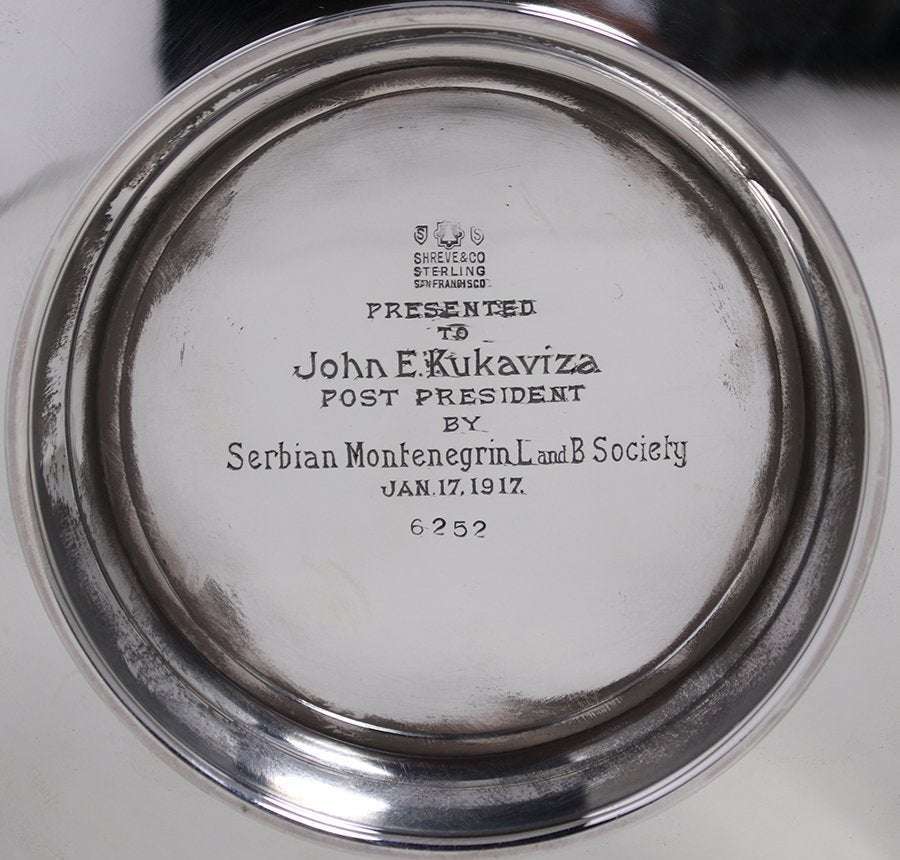 S S
SHREVE & CO
STERLING
SAN FRANCISCO
PRESENTED
TO
John E. Kukaviza
POST PRESIDENT
BY
Serbian Montenegrin L and B Society
JAN. 17, 1917.
6252